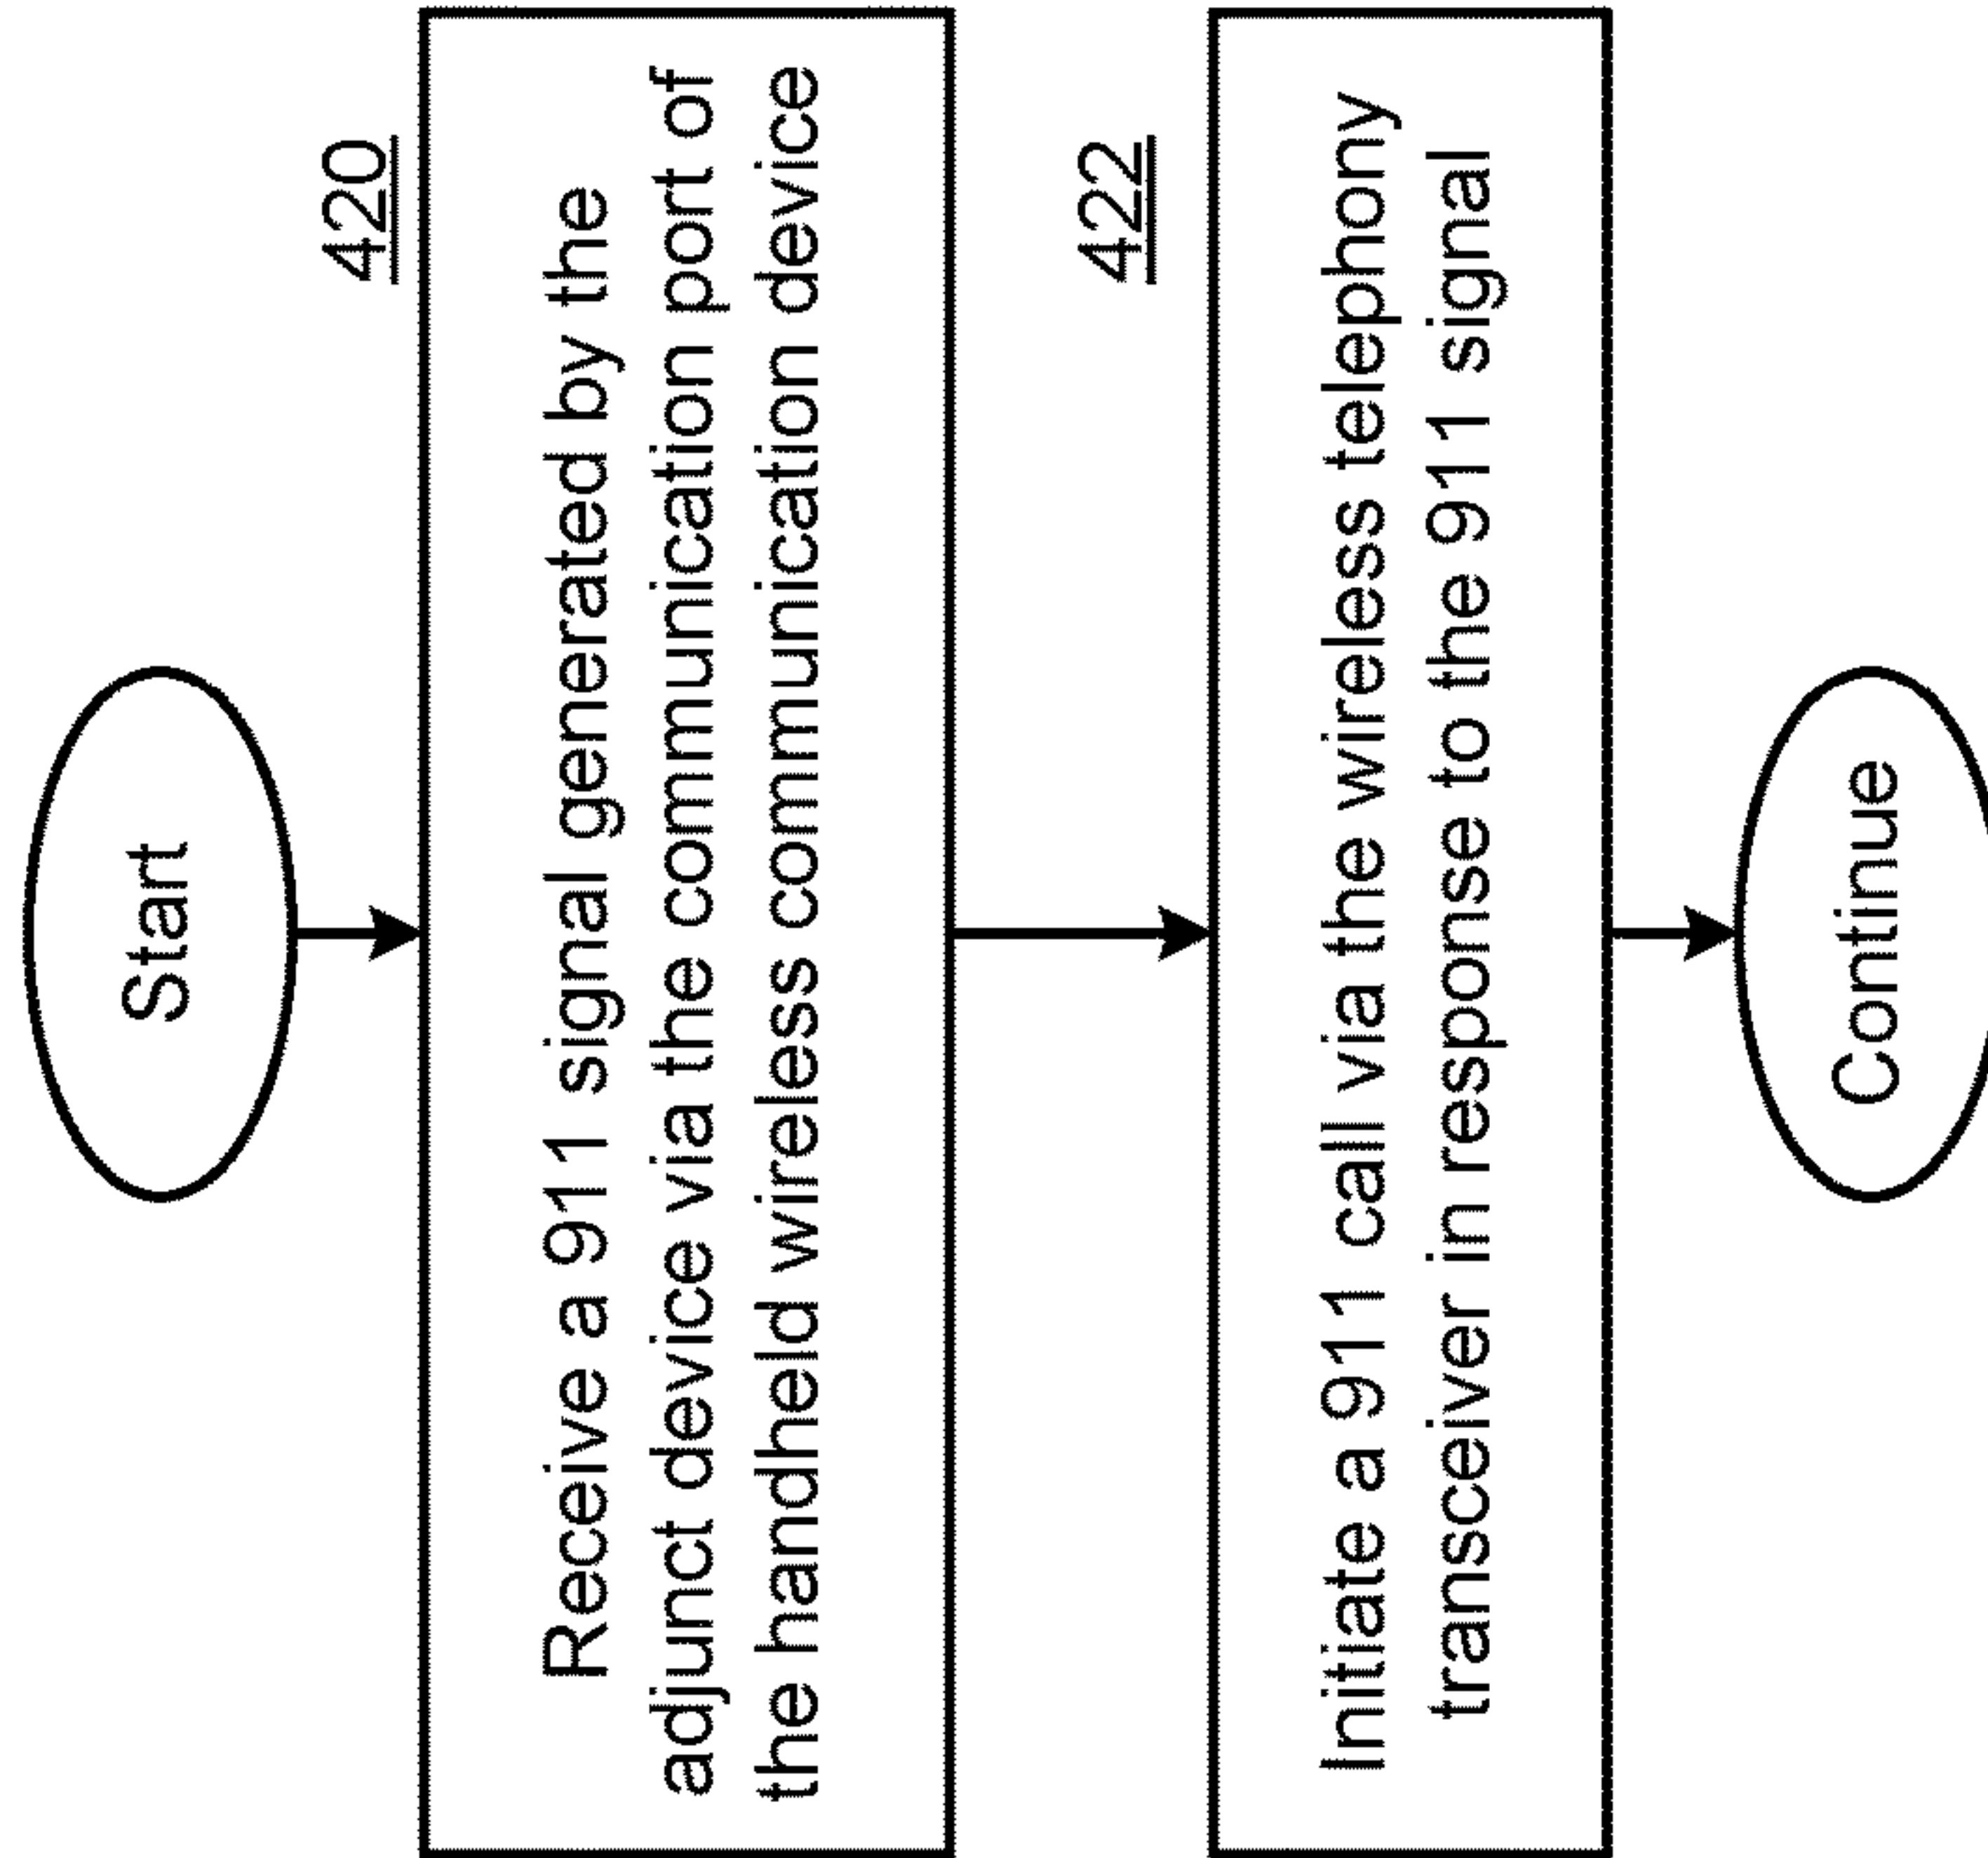 Start
420
Receive a 911 signal generated by the
adjunct device via the communication port of
the handheld wireless communication device
422
Initiate a 911 call via the wireless telephony
transceiver in response to the 911 signal
Continue